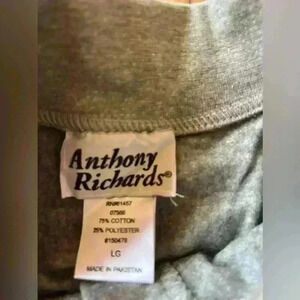 Anthony
Richards®
RN#61457
07566
75% COTTON
25% POLYESTER
#150478
LG
MADE IN PAKISTAN